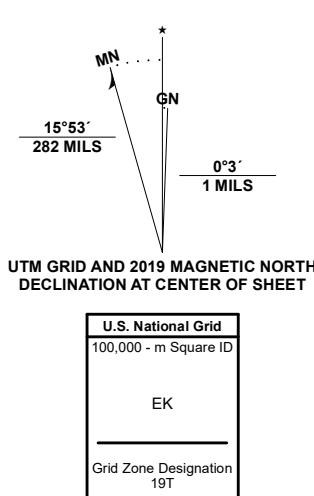 ★
MN
GN
15°53´
282 MILS
0°3´
1 MILS
UTM GRID AND 2019 MAGNETIC NORTH
DECLINATION AT CENTER OF SHEET
U.S. National Grid
100,000 - m Square ID
EK
Grid Zone Designation
19T